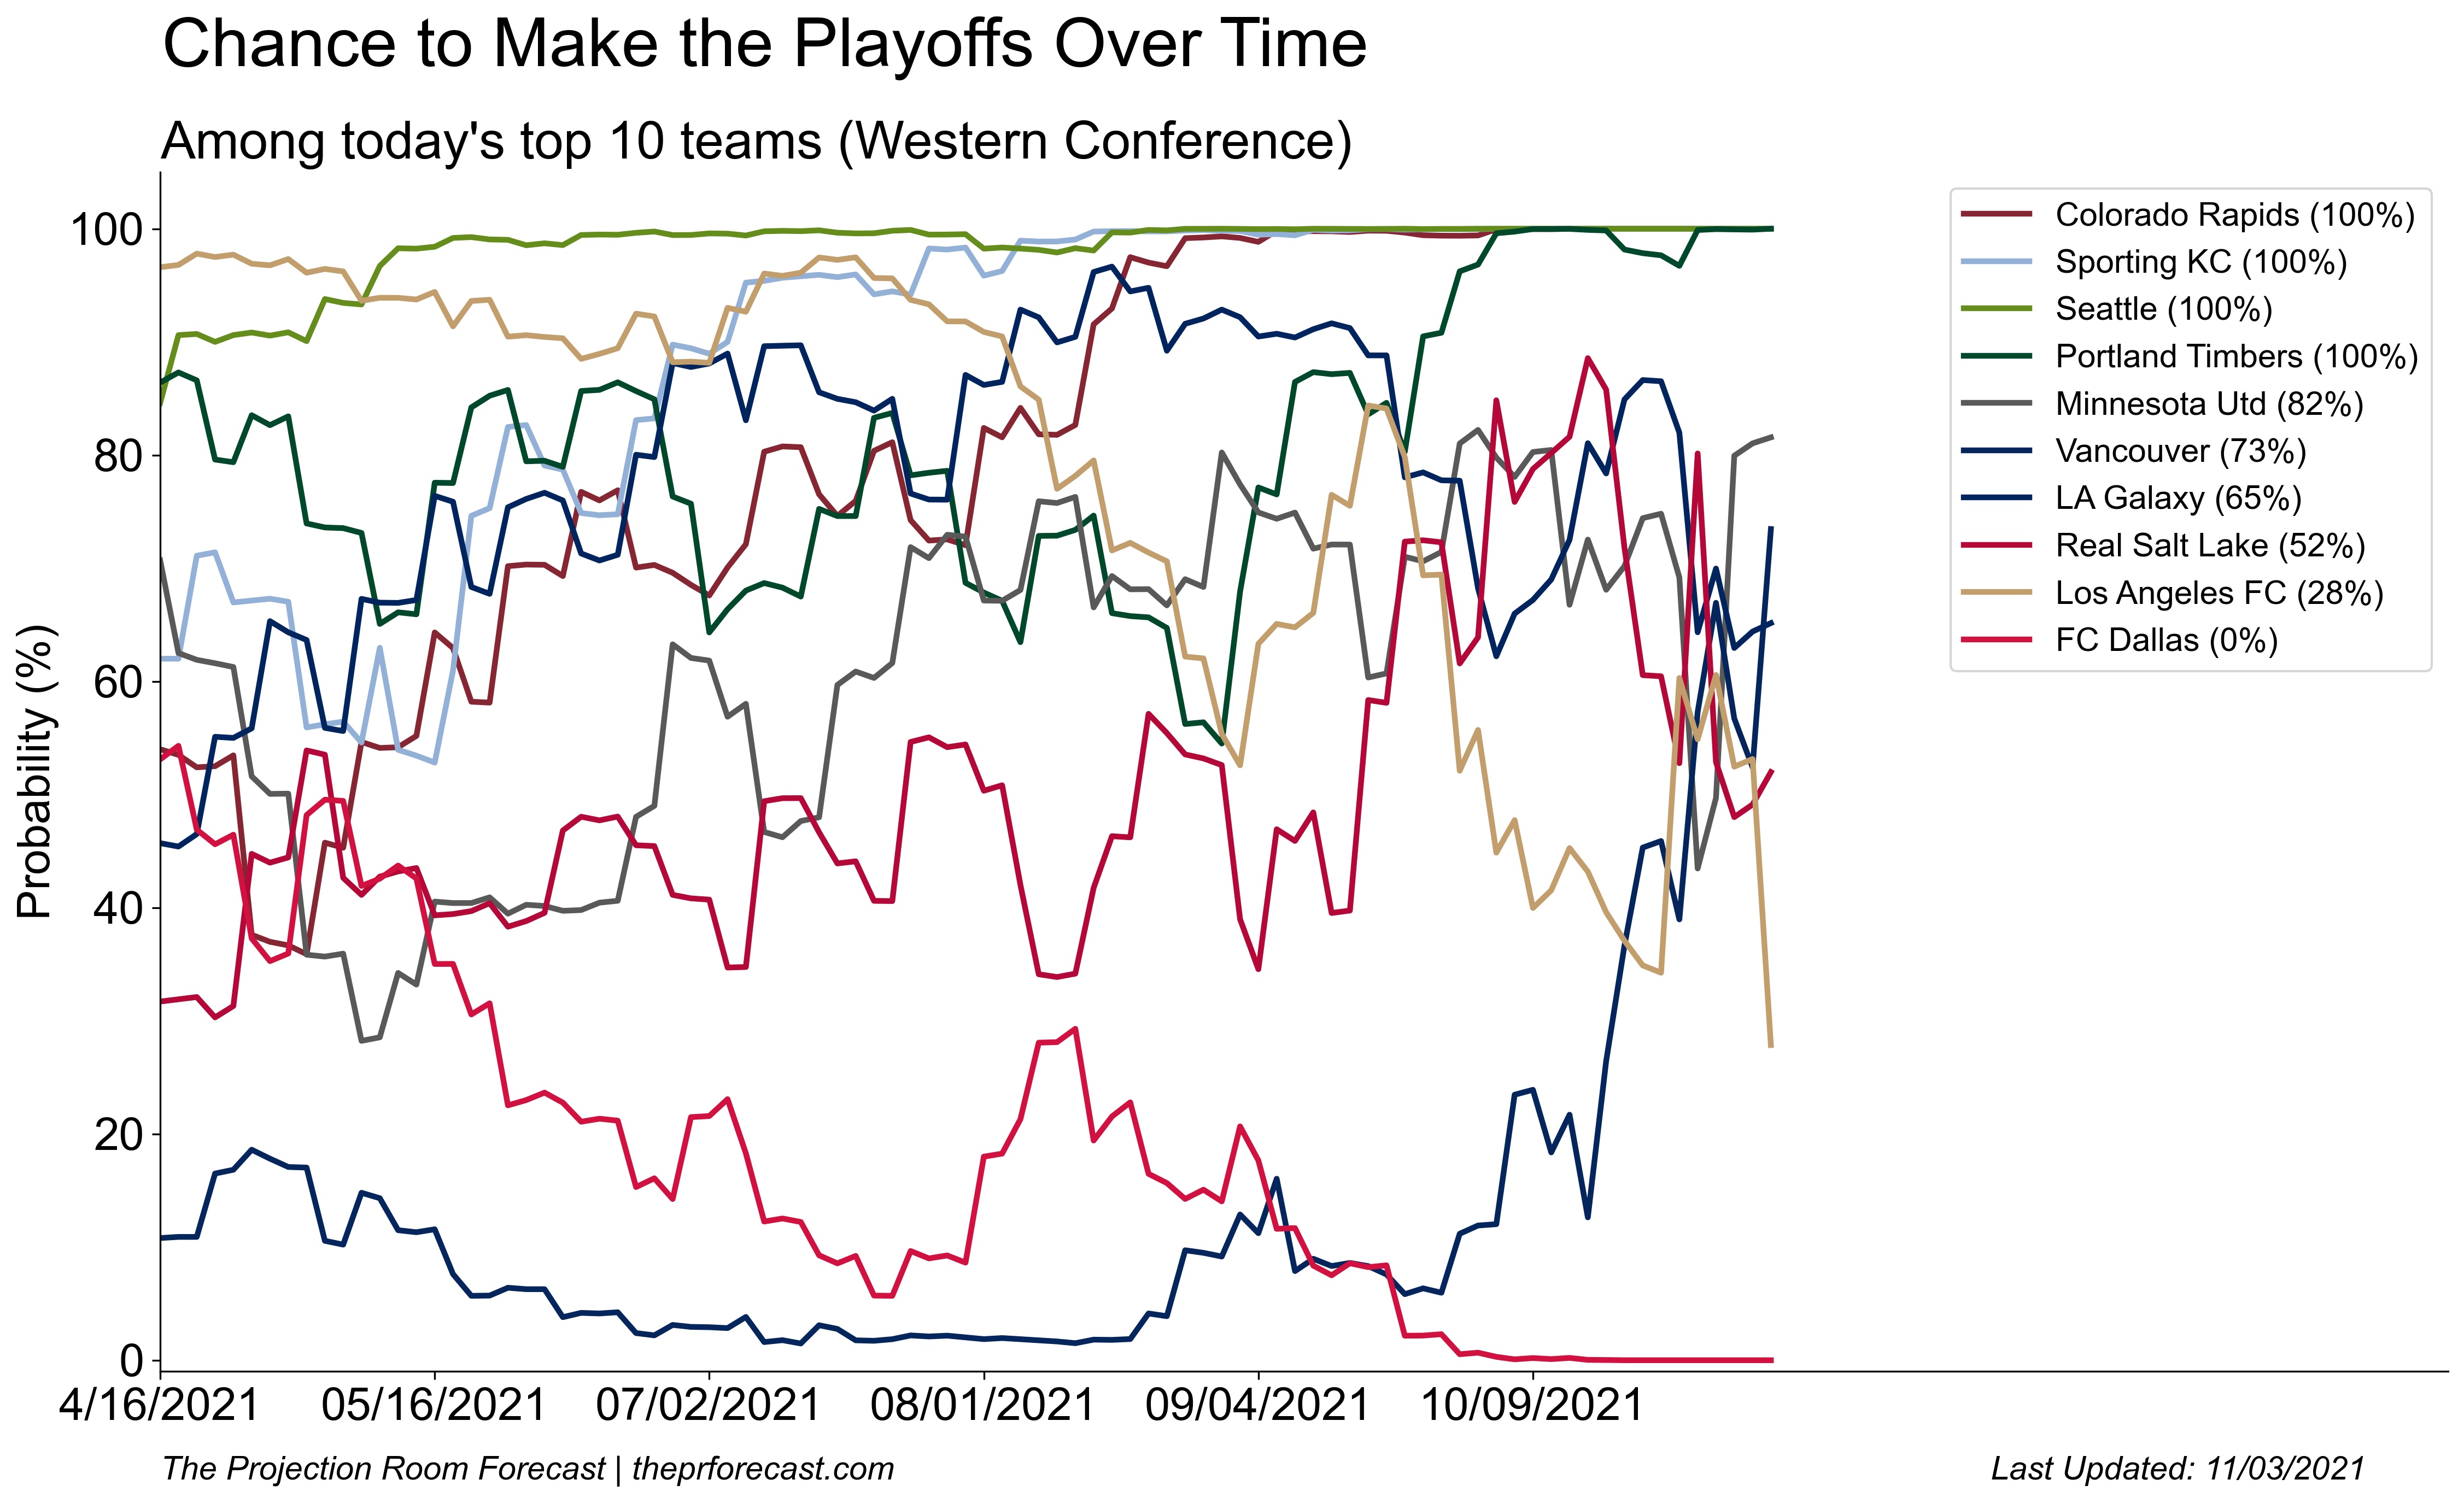 Chance to Make the Playoffs Over Time
Among today's top 10 teams (Western Conference)
Probability (%)
100
80
60
40
20
0
4/16/2021
05/16/2021
07/02/2021
08/01/2021
09/04/2021
10/09/2021
Colorado Rapids (100%)
Sporting KC (100%)
Seattle (100%)
Portland Timbers (100%)
Minnesota Utd (82%)
Vancouver (73%)
LA Galaxy (65%)
Real Salt Lake (52%)
Los Angeles FC (28%)
FC Dallas (0%)
The Projection Room Forecast | theprforecast.com
Last Updated: 11/03/2021